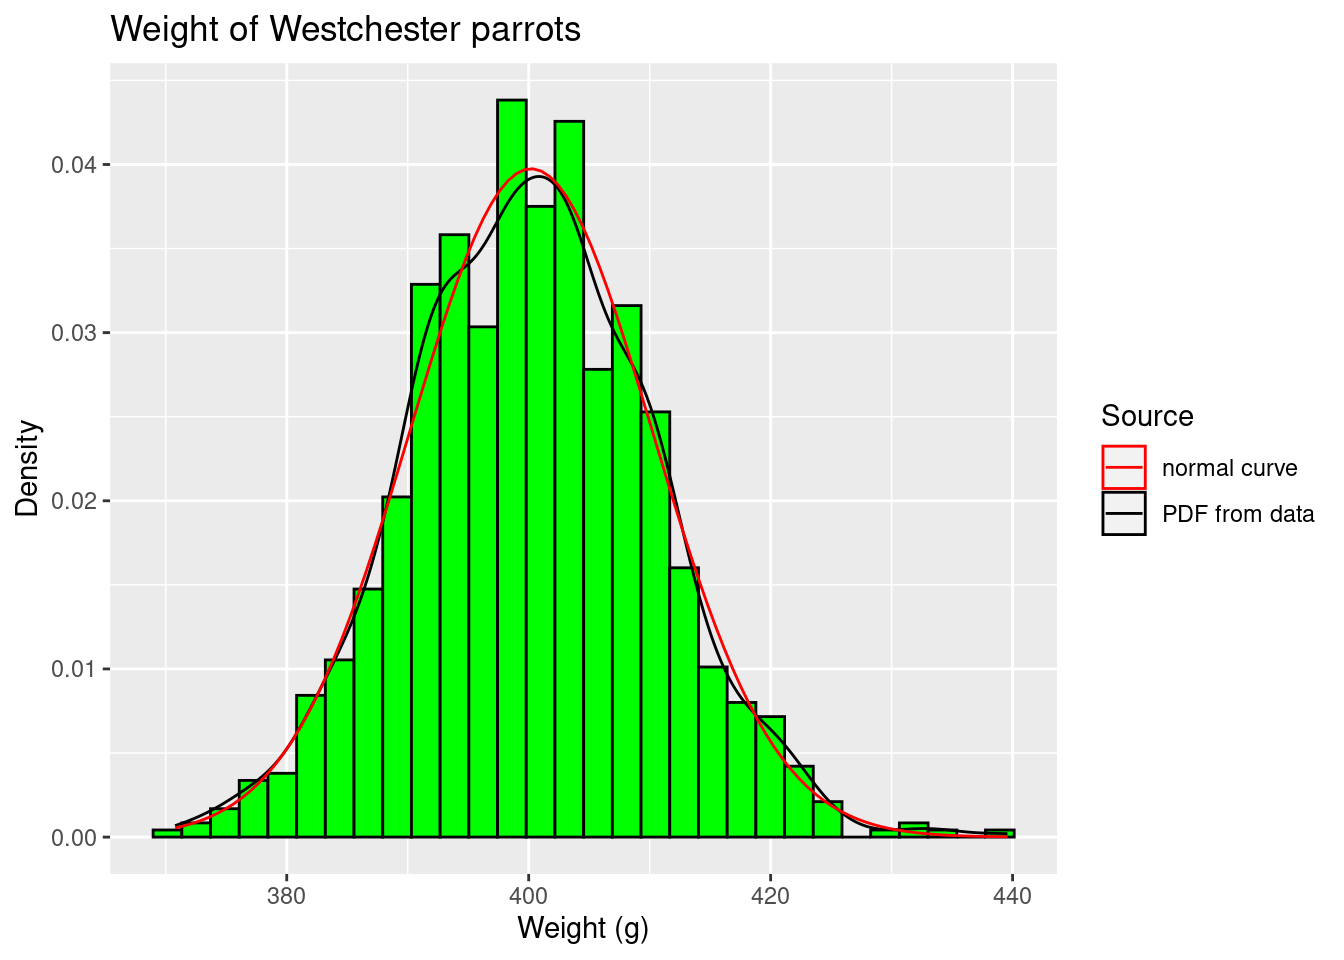 Weight of Westchester parrots
0.04
0.03
0.02
0.01
0.00
Density
380 400 420 440
Weight (g)
Source
normal curve
PDF from data